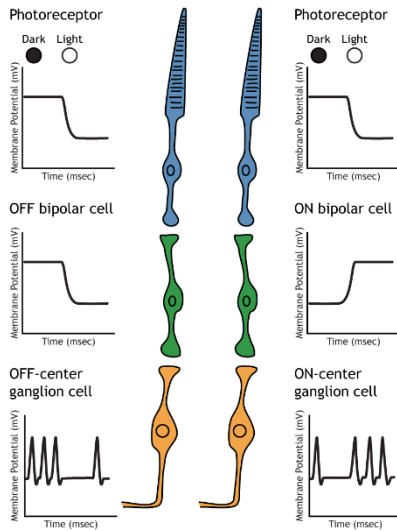 Photoreceptor
Dark Light
Membrane Potential (mV)
Time (msec)
OFF bipolar cell
Membrane Potential (mV)
Time (msec)
OFF-center
ganglion cell
Membrane Potential (mV)
Time (msec)
Photoreceptor
Dark Light
Membrane Potential (mV)
Time (msec)
ON bipolar cell
Membrane Potential (mV)
Time (msec)
ON-center
ganglion cell
Membrane Potential (mV)
Time (msec)